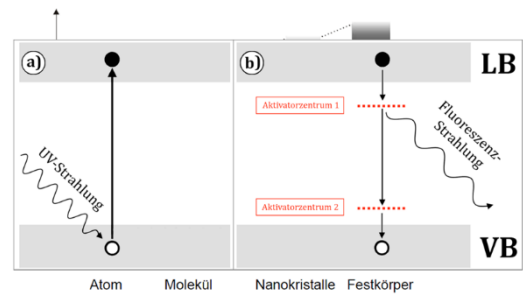 a)
b)
LB
Aktivatorzentrum 1
UV-Strahlung
Fluoreszenz-
Strahlung
Aktivatorzentrum 2
VB
Atom Molekül Nanokristalle Festkörper